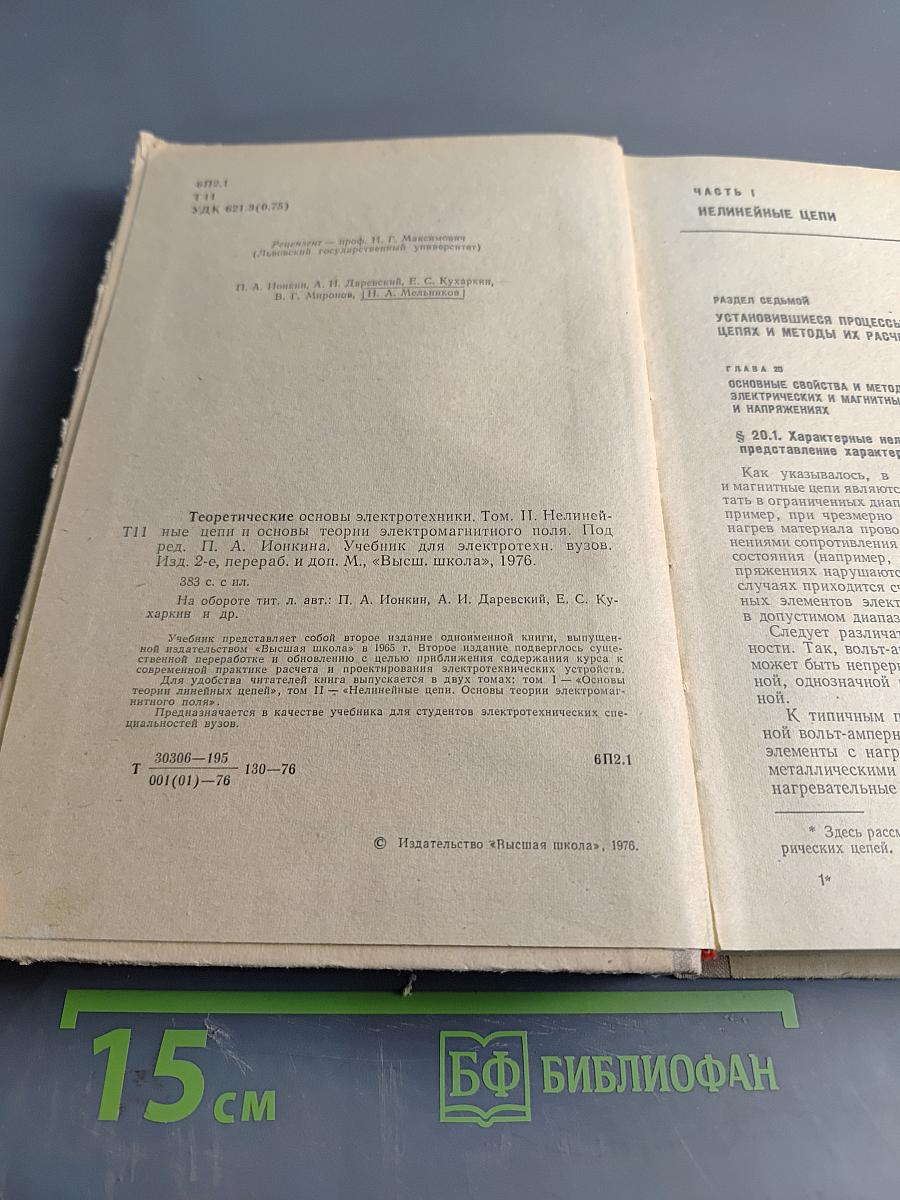 6П2.1
Т11
УДК 621.3(0.75)
Рецензент — проф. Н. Г. Максимович
(Львовский государственный университет)
П. А. Ионкин, А. И. Даревский, Е. С. Кухаркин,
В. Г. Миронов, Н. А. Мельников
Теоретические основы электротехники. Том. II. Нелиней-
Т11 ные цепи и основы теории электромагнитного поля. Под
ред. П. А. Ионкина. Учебник для электротехн. вузов.
Изд. 2-е, перераб. и доп. М., «Высш. школа», 1976.
383 с. с ил.
На обороте тит. л. авт.: П. А. Ионкин, А. И. Даревский, Е. С. Ку-
харкин и др.
Учебник представляет собой второе издание одноименной книги, выпущен-
ной издательством «Высшая школа» в 1965 г. Второе издание подверглось суще-
ственной переработке и обновлению с целью приближения содержания курса к
современной практике расчета и проектирования электротехнических устройств.
Для удобства читателей книга выпускается в двух томах: том I — «Основы
теории линейных цепей», том II — «Нелинейные цепи. Основы теории электромаг-
нитного поля».
Предназначается в качестве учебника для студентов электротехнических спе-
циальностей вузов.
Т 30306—195
001(01)—76 130—76 6П2.1
© Издательство «Высшая школа», 1976.
ЧАСТЬ I
НЕЛИНЕЙНЫЕ ЦЕПИ
РАЗДЕЛ СЕДЬМОЙ
УСТАНОВИВШИЕСЯ ПРОЦЕССЫ
ЦЕПЯХ И МЕТОДЫ ИХ РАСЧ
ГЛАВА 20
ОСНОВНЫЕ СВОЙСТВА И МЕТОД
ЭЛЕКТРИЧЕСКИХ И МАГНИТНЫ
И НАПРЯЖЕНИЯХ
§ 20.1. Характерные нел
представление характер
Как указывалось, в
и магнитные цепи являютс
тать в ограниченных диап
пример, при чрезмерно
нагрев материала прово
нениями сопротивления
состояния (например,
пряжениях нарушаютс
случаях приходится сч
ных элементов элект
в допустимом диапаз
Следует различат
ности. Так, вольт-ам
может быть непреры
ной, однозначной
ной.
К типичным п
ной вольт-амперн
элементы с нагр
металлическими
нагревательные
* Здесь рассм
рических цепей.
1*
15 см
БФ БИБЛИОФАН